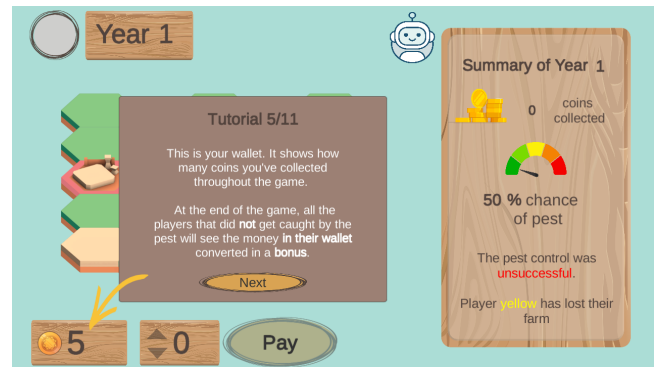 Year 1
Tutorial 5/11
This is your wallet. It shows how
many coins you've collected
throughout the game.
At the end of the game, all the
players that did not get caught by the
pest will see the money in their wallet
converted in a bonus.
Next
5
0
Pay
Summary of Year 1
0 coins
collected
50 % chance
of pest
The pest control was
unsuccessful.
Player yellow has lost their
farm